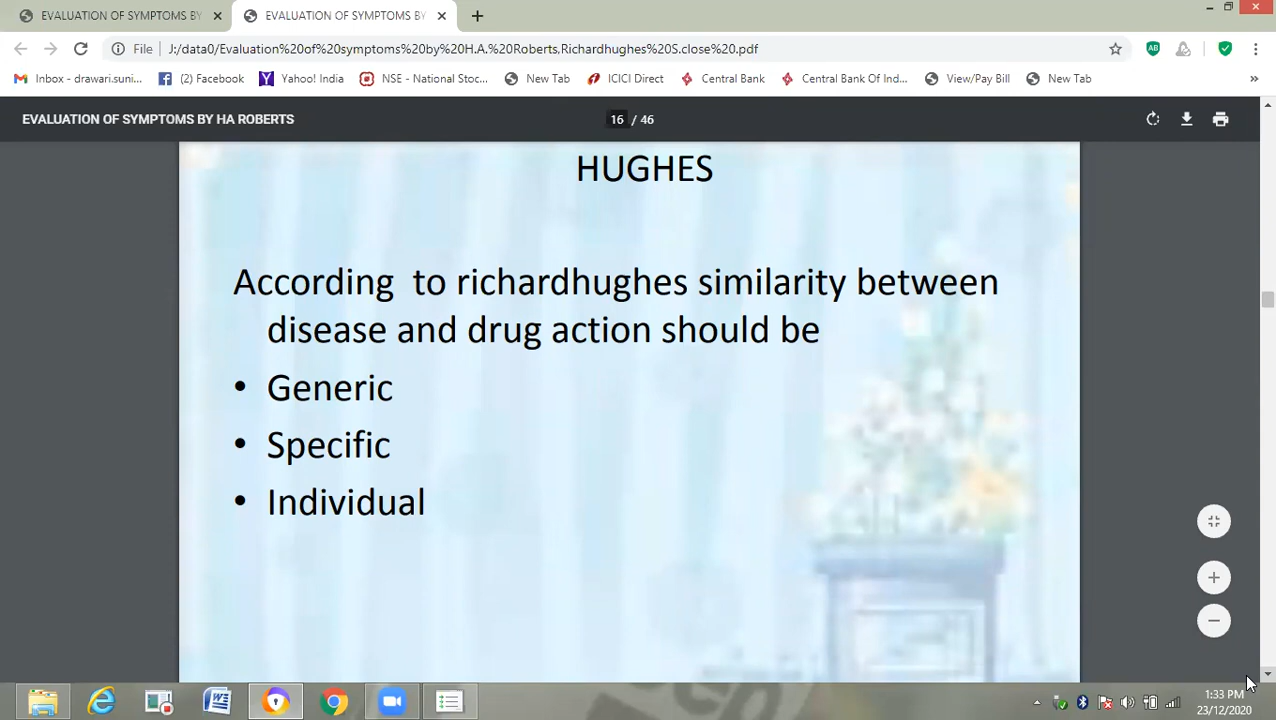 EVALUATION OF SYMPTOMS BY
EVALUATION OF SYMPTOMS BY
File
J:/data0/Evaluation%20of%20symptoms%20by%20H.A.%20Roberts.Richardhughes%20S.close%20.pdf
AB
Inbox - drawari.suni...
(2) Facebook
Yahoo! India
NSE - National Stoc...
New Tab
ICICI Direct
Central Bank
Central Bank Of Ind...
View/Pay Bill
New Tab
»
EVALUATION OF SYMPTOMS BY HA ROBERTS
16 / 46
HUGHES
According to richardhughes similarity between
disease and drug action should be
• Generic
• Specific
• Individual
1:33 PM
23/12/2020